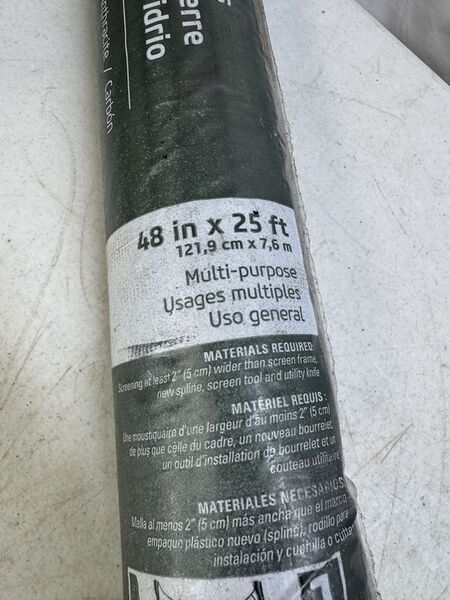 erre
idrio
/ Carbón
48 in x 25 ft
121,9 cm x 7,6 m
Multi-purpose
Usages multiples
Uso general
MATERIALS REQUIRED:
Screening at least 2" (5 cm) wider than screen frame,
new spline, screen tool and utility knife
MATÉRIEL REQUIS :
Une moustiquaire d'une largeur d'au moins 2" (5 cm)
de plus que celle du cadre, un nouveau bourrelet,
un outil d'installation de bourrelet et un
couteau utilitaire
MATERIALES NECESARIOS
Malla al menos 2" (5 cm) más ancha que el marco,
empaque plástico nuevo (spline), rodillo para
instalación y cuchilla o cutter